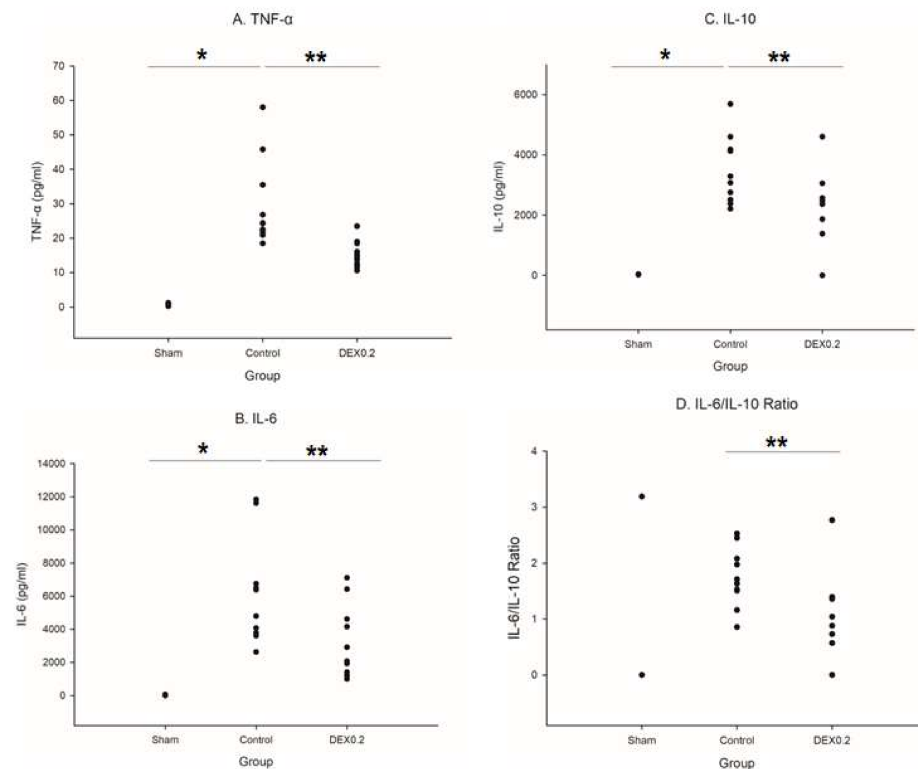 A. TNF-α
*
**
70
60
50
40
30
20
10
0
TNF-α (pg/ml)
Sham Control DEX0.2
Group
B. IL-6
*
**
14000
12000
10000
8000
6000
4000
2000
0
IL-6 (pg/ml)
Sham Control DEX0.2
Group
C. IL-10
*
**
6000
4000
2000
0
IL-10 (pg/ml)
Sham Control DEX0.2
Group
D. IL-6/IL-10 Ratio
**
4
3
2
1
0
IL-6/IL-10 Ratio
Sham Control DEX0.2
Group